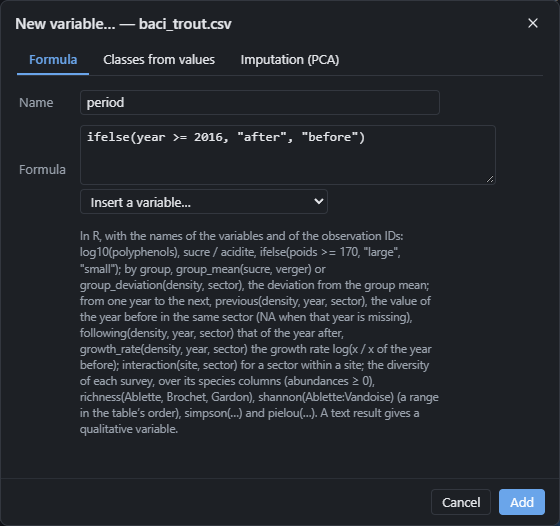 New variable... — baci_trout.csv
Formula Classes from values Imputation (PCA)
Name period
ifelse(year >= 2016, "after", "before")
Formula
Insert a variable...
In R, with the names of the variables and of the observation IDs:
log10(polyphenols), sucre / acidite, ifelse(poids >= 170, "large",
"small"); by group, group_mean(sucre, verger) or
group_deviation(density, sector), the deviation from the group mean;
from one year to the next, previous(density, year, sector), the value of
the year before in the same sector (NA when that year is missing),
following(density, year, sector) that of the year after,
growth_rate(density, year, sector) the growth rate log(x / x of the year
before); interaction(site, sector) for a sector within a site; the diversity
of each survey, over its species columns (abundances ≥ 0),
richness(Ablette, Brochet, Gardon), shannon(Ablette:Vandoise) (a range
in the table's order), simpson(...) and pielou(...). A text result gives a
qualitative variable.
Cancel Add